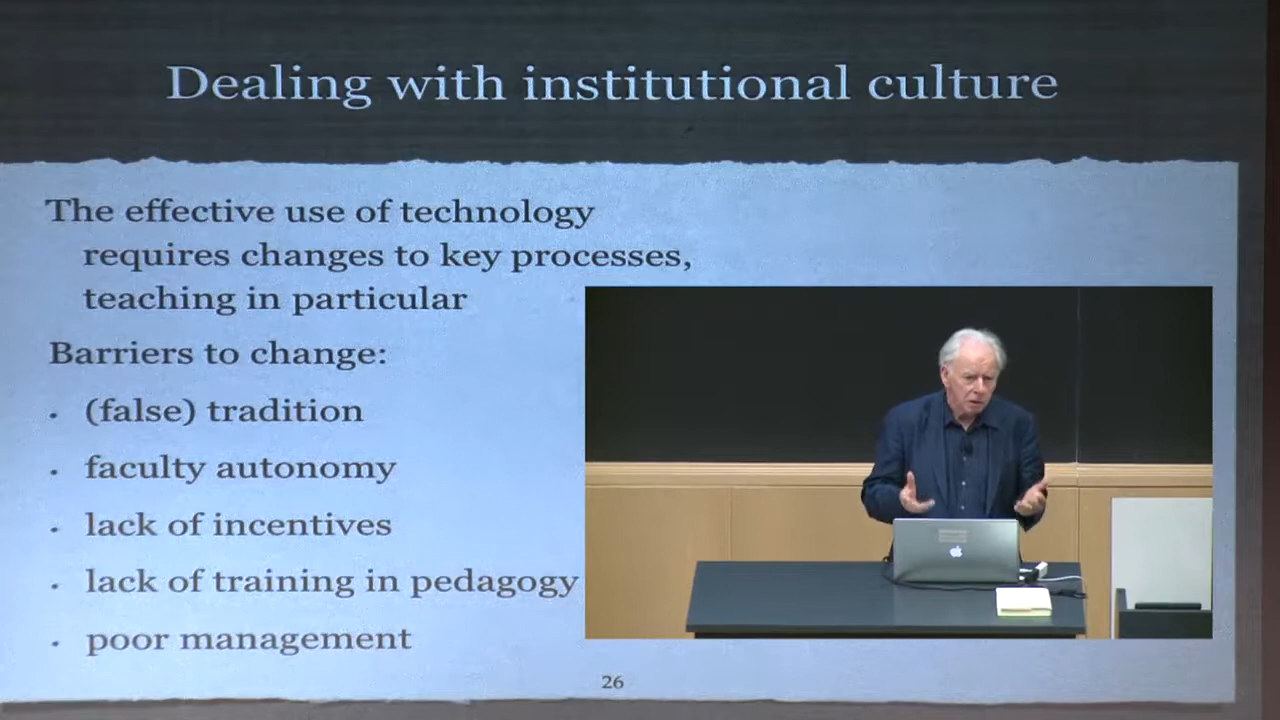 Dealing with institutional culture
The effective use of technology
requires changes to key processes,
teaching in particular
Barriers to change:
• (false) tradition
• faculty autonomy
• lack of incentives
• lack of training in pedagogy
• poor management
26